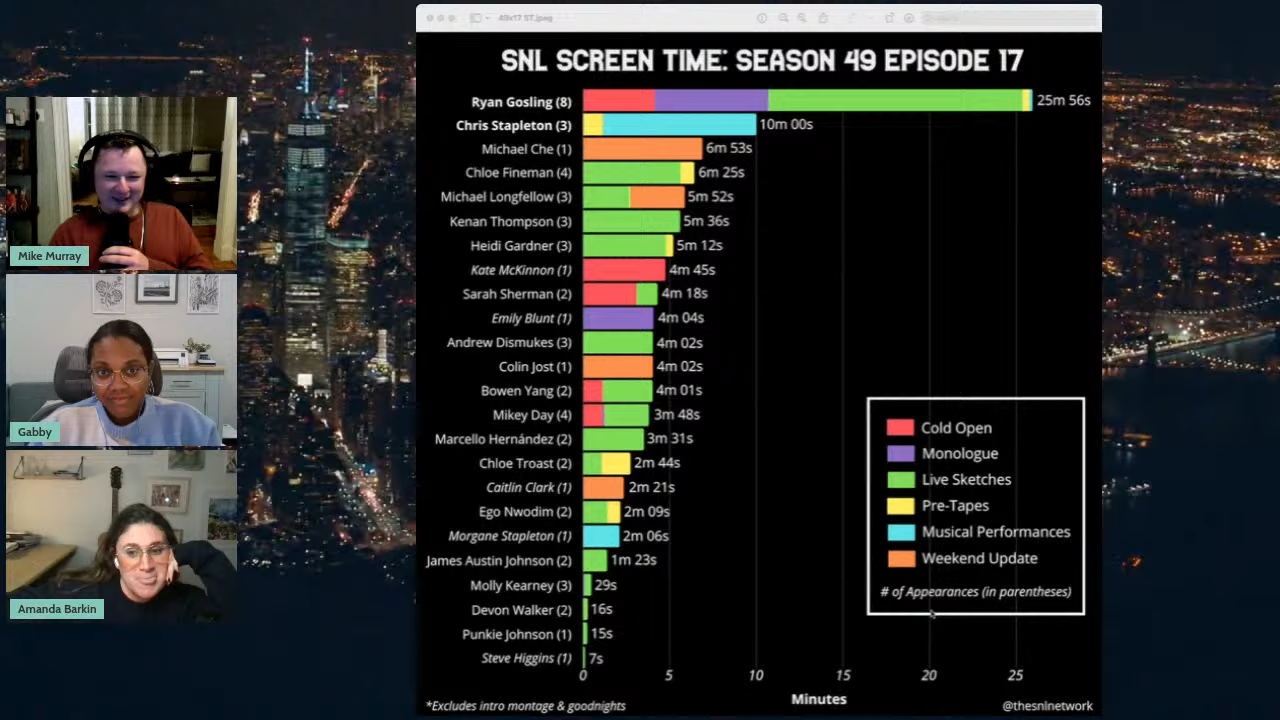 49x17 ST.jpeg
SNL SCREEN TIME: SEASON 49 EPISODE 17
Ryan Gosling (8) 25m 56s
Chris Stapleton (3) 10m 00s
Michael Che (1) 6m 53s
Chloe Fineman (4) 6m 25s
Michael Longfellow (3) 5m 52s
Kenan Thompson (3) 5m 36s
Heidi Gardner (3) 5m 12s
Kate McKinnon (1) 4m 45s
Sarah Sherman (2) 4m 18s
Emily Blunt (1) 4m 04s
Andrew Dismukes (3) 4m 02s
Colin Jost (1) 4m 02s
Bowen Yang (2) 4m 01s
Mikey Day (4) 3m 48s
Marcello Hernández (2) 3m 31s
Chloe Troast (2) 2m 44s
Caitlin Clark (1) 2m 21s
Ego Nwodim (2) 2m 09s
Morgane Stapleton (1) 2m 06s
James Austin Johnson (2) 1m 23s
Molly Kearney (3) 29s
Devon Walker (2) 16s
Punkie Johnson (1) 15s
Steve Higgins (1) 7s
0 5 10 15 20 25
Minutes
*Excludes intro montage & goodnights
@thesnlnetwork
Cold Open
Monologue
Live Sketches
Pre-Tapes
Musical Performances
Weekend Update
# of Appearances (in parentheses)
Mike Murray
Gabby
Amanda Barkin